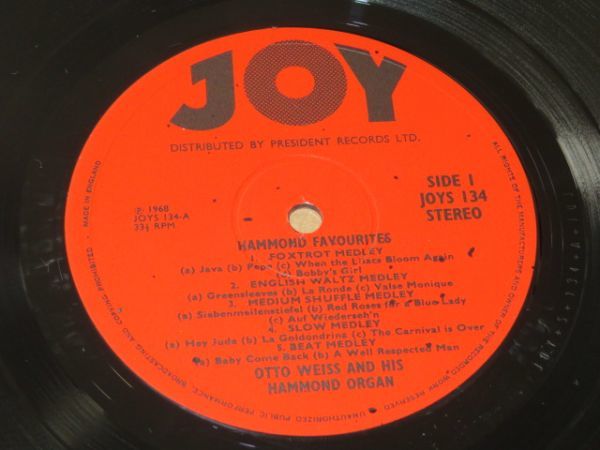 JOY
DISTRIBUTED BY PRESIDENT RECORDS LTD.
SIDE 1
JOYS 134
STEREO
℗ 1968
JOYS 134-A
33⅓ RPM
HAMMOND FAVOURITES
1. FOXTROT MEDLEY
(a) Java (b) Pepe (c) When the Lilacs Bloom Again
(d) Bobby's Girl
2. ENGLISH WALTZ MEDLEY
(a) Greensleeves (b) La Ronde (c) Valse Monique
3. MEDIUM SHUFFLE MEDLEY
(a) Siebenmeilenstiefel (b) Red Roses for a Blue Lady
(c) Auf Wiederseh'n
4. SLOW MEDLEY
(a) Hey Jude (b) La Golondrina (c) The Carnival is Over
5. BEAT MEDLEY
(a) Baby Come Back (b) A Well Respected Man
OTTO WEISS AND HIS
HAMMOND ORGAN
ALL RIGHTS OF THE MANUFACTURERS AND OWNER OF THE RECORDED WORK RESERVED UNAUTHORIZED PUBLIC PERFORMANCE, BROADCASTING AND COPYING PROHIBITED • MADE IN ENGLAND